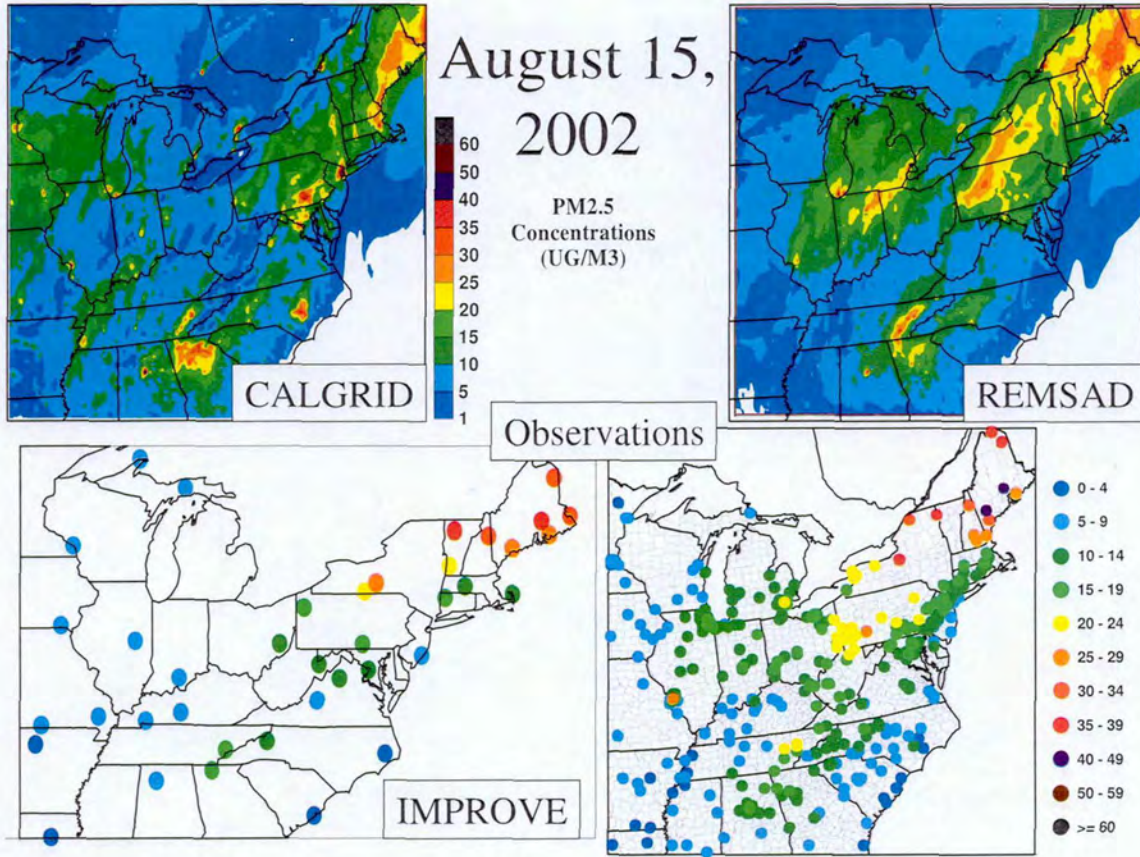 August 15,
2002
PM2.5
Concentrations
(UG/M3)
60
50
40
35
30
25
20
15
10
5
1
CALGRID
REMSAD
Observations
IMPROVE
0 - 4
5 - 9
10 - 14
15 - 19
20 - 24
25 - 29
30 - 34
35 - 39
40 - 49
50 - 59
>= 60